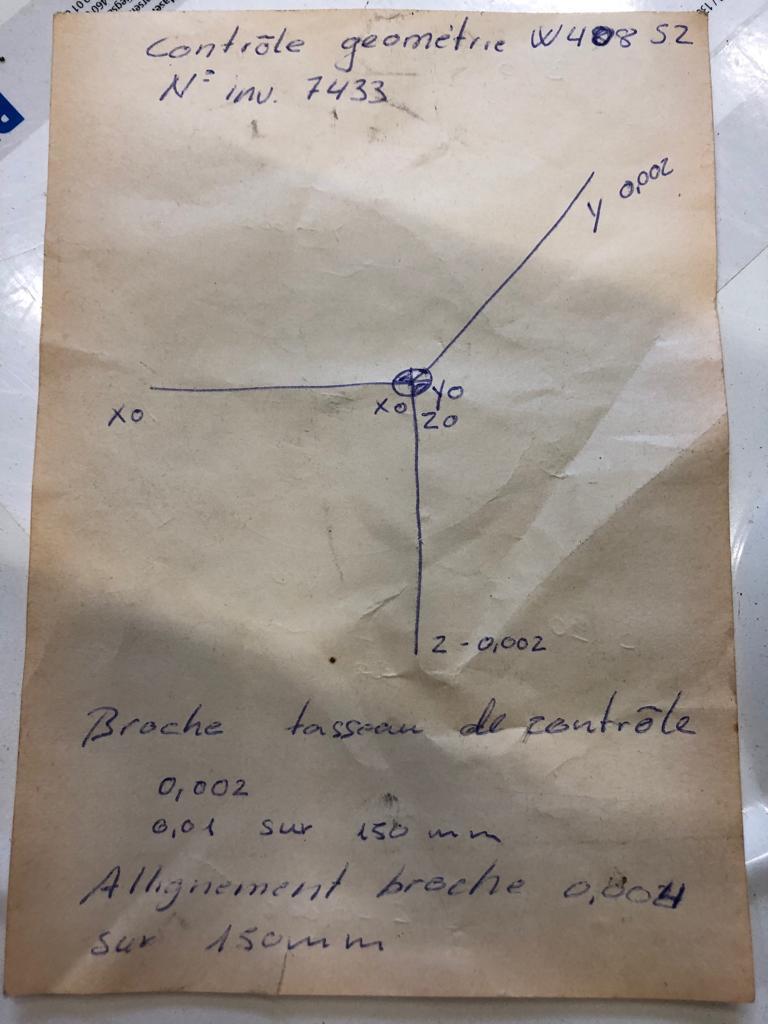 Contrôle geométrie W408 S2
N° inv. 7433
y 0,002
X0
X0 Y0
Z0
Z -0,002
Broche tasseau de contrôle
0,002
0,01 sur 150 mm
Allignement broche 0,004
sur 150mm